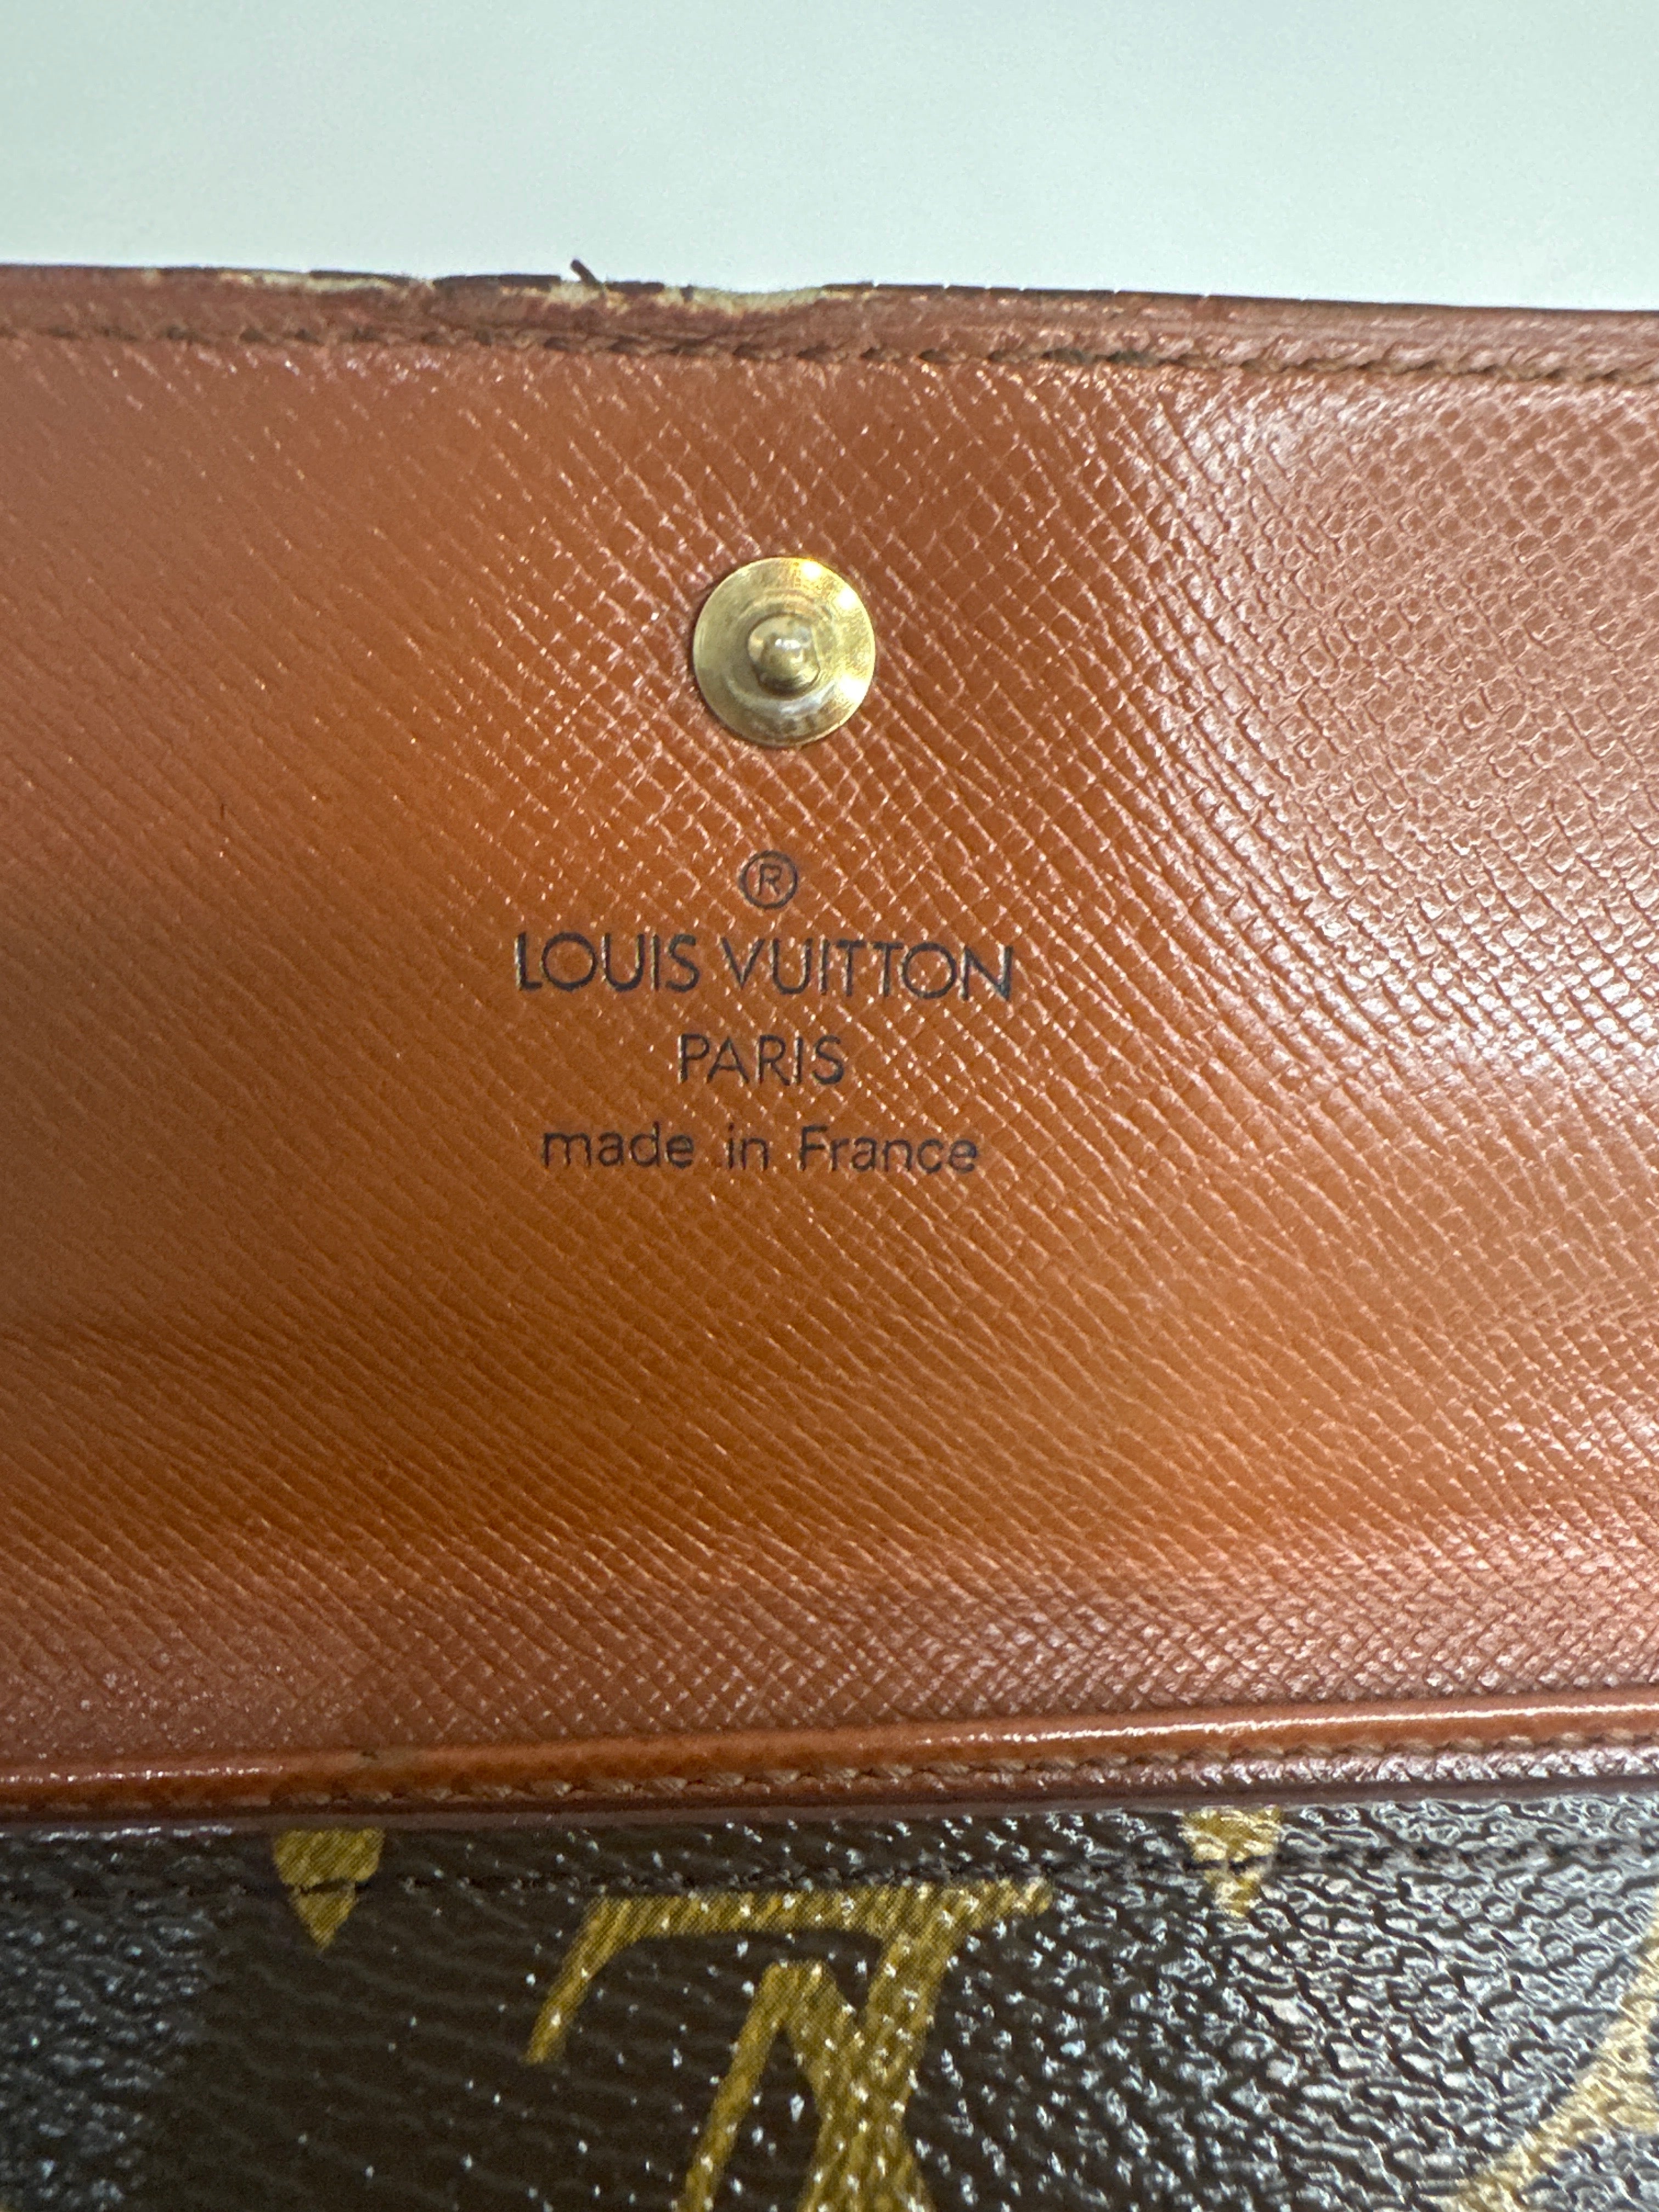 ®
LOUIS VUITTON
PARIS
made in France